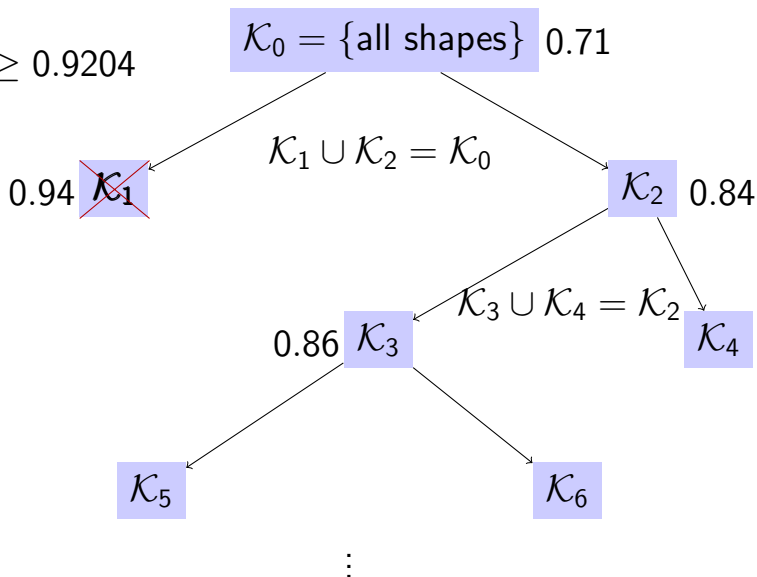 𝒦₀ = {all shapes} 0.71
≥ 0.9204
𝒦₁ ∪ 𝒦₂ = 𝒦₀
0.94 𝒦₁
𝒦₂ 0.84
𝒦₃ ∪ 𝒦₄ = 𝒦₂
0.86 𝒦₃
𝒦₄
𝒦₅
𝒦₆
⋮